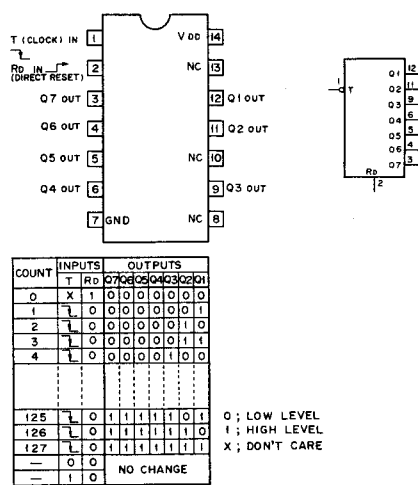 T (CLOCK) IN 1
RD IN 2
(DIRECT RESET)
Q7 OUT 3
Q6 OUT 4
Q5 OUT 5
Q4 OUT 6
7 GND
VDD 14
NC 13
12 Q1 OUT
11 Q2 OUT
NC 10
9 Q3 OUT
NC 8
1 T
Q1 12
Q2 11
Q3 9
Q4 6
Q5 5
Q6 4
Q7 3
RD
2
COUNT INPUTS OUTPUTS
T RD Q7 Q6 Q5 Q4 Q3 Q2 Q1
0 X 1 0 0 0 0 0 0 0
1 0 0 0 0 0 0 0 1
2 0 0 0 0 0 0 1 0
3 0 0 0 0 0 0 1 1
4 0 0 0 0 0 1 0 0
125 0 1 1 1 1 1 0 1
126 0 1 1 1 1 1 1 0
127 0 1 1 1 1 1 1 1
— 0 0 NO CHANGE
— 1 0
0 ; LOW LEVEL
1 ; HIGH LEVEL
X ; DON'T CARE